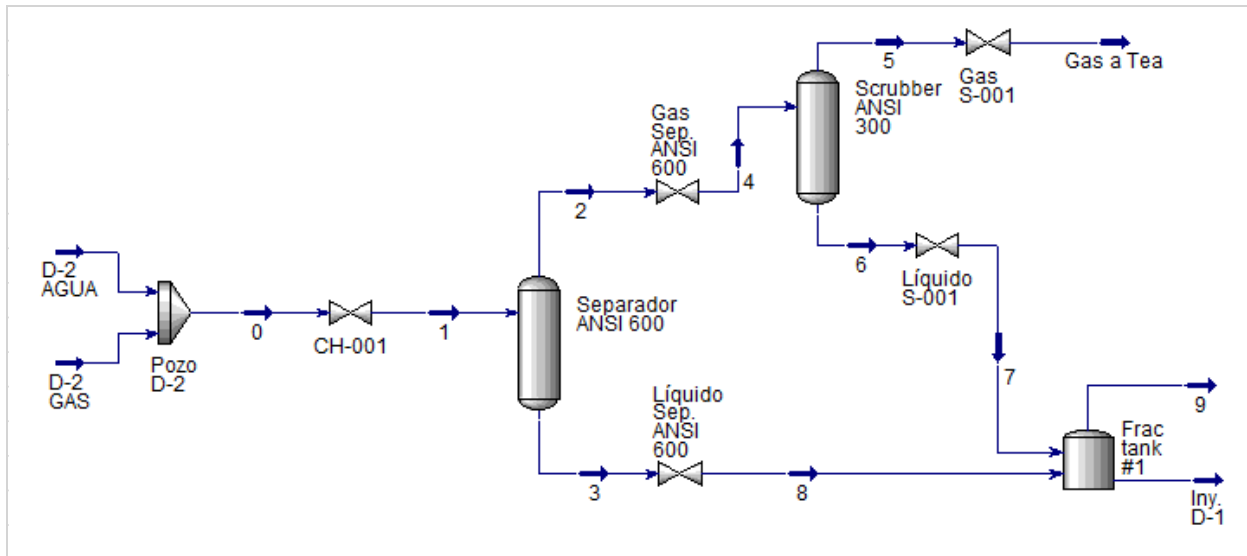 5
Gas a Tea
Gas
S-001
Scrubber
ANSI
300
Gas
Sep.
ANSI
600
4
2
D-2
AGUA
6
Líquido
S-001
0
CH-001
1
Separador
ANSI 600
D-2
GAS
Pozo
D-2
7
9
Líquido
Sep.
ANSI
600
Frac
tank
#1
3
8
Iny.
D-1